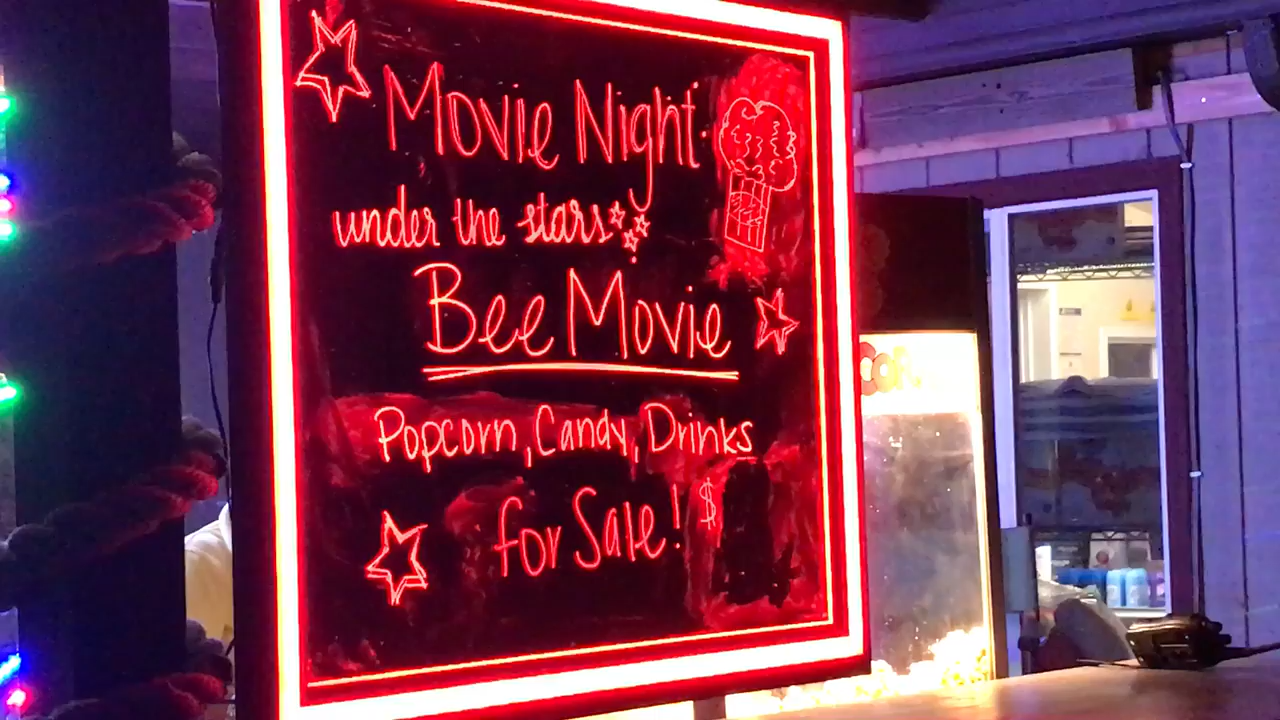 Movie Night
under the stars
Bee Movie
Popcorn, Candy, Drinks
for Sale! $